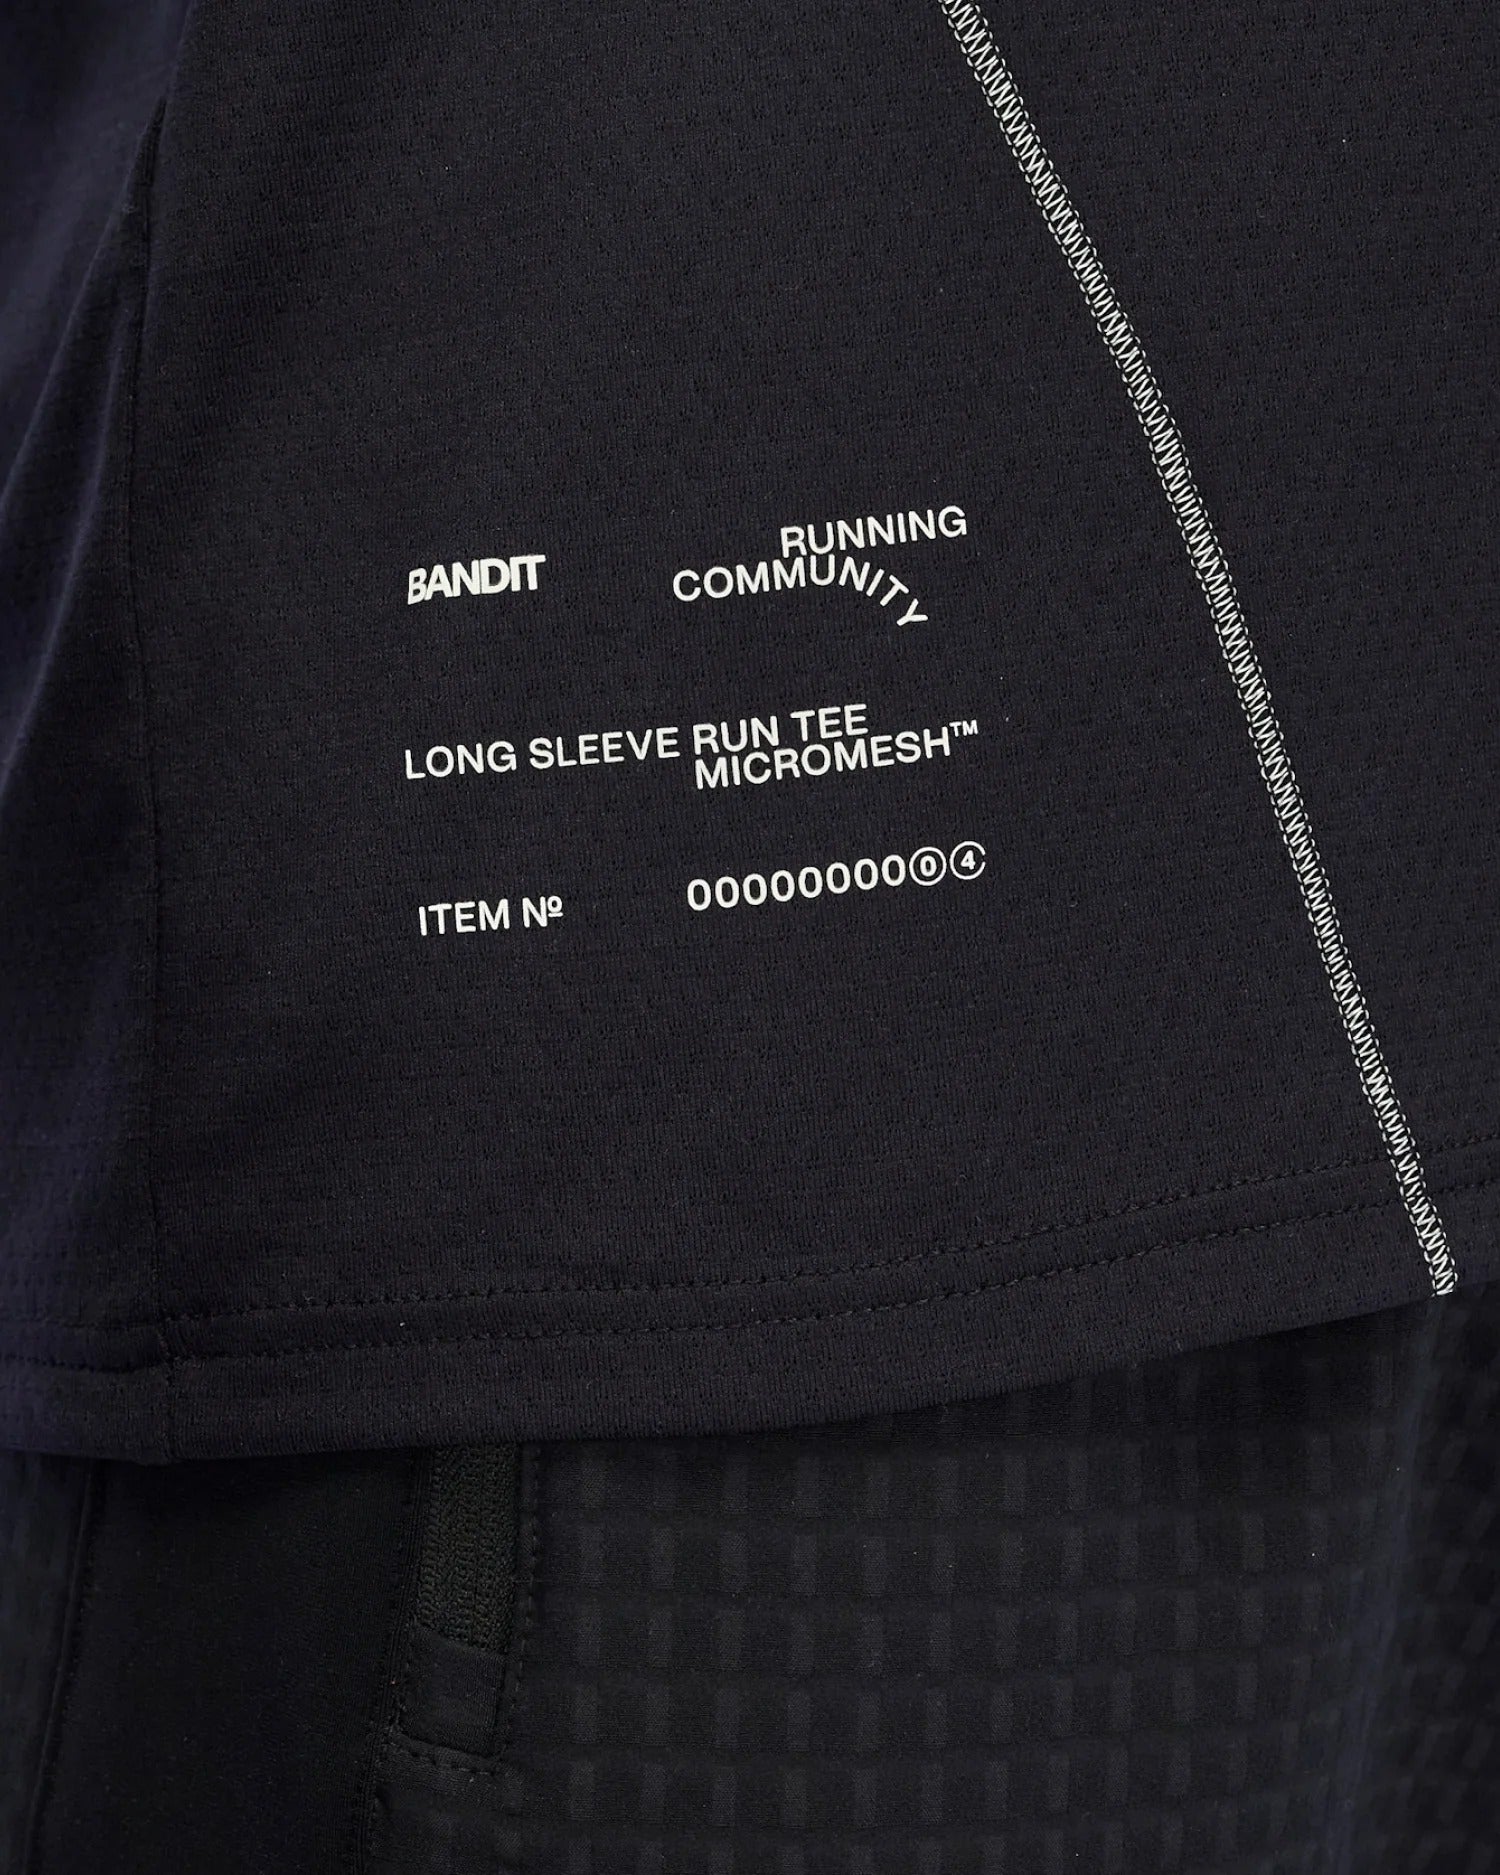 BANDIT
RUNNING
COMMUNITY
LONG SLEEVE RUN TEE
MICROMESH™
ITEM Nº
00000000⓪④